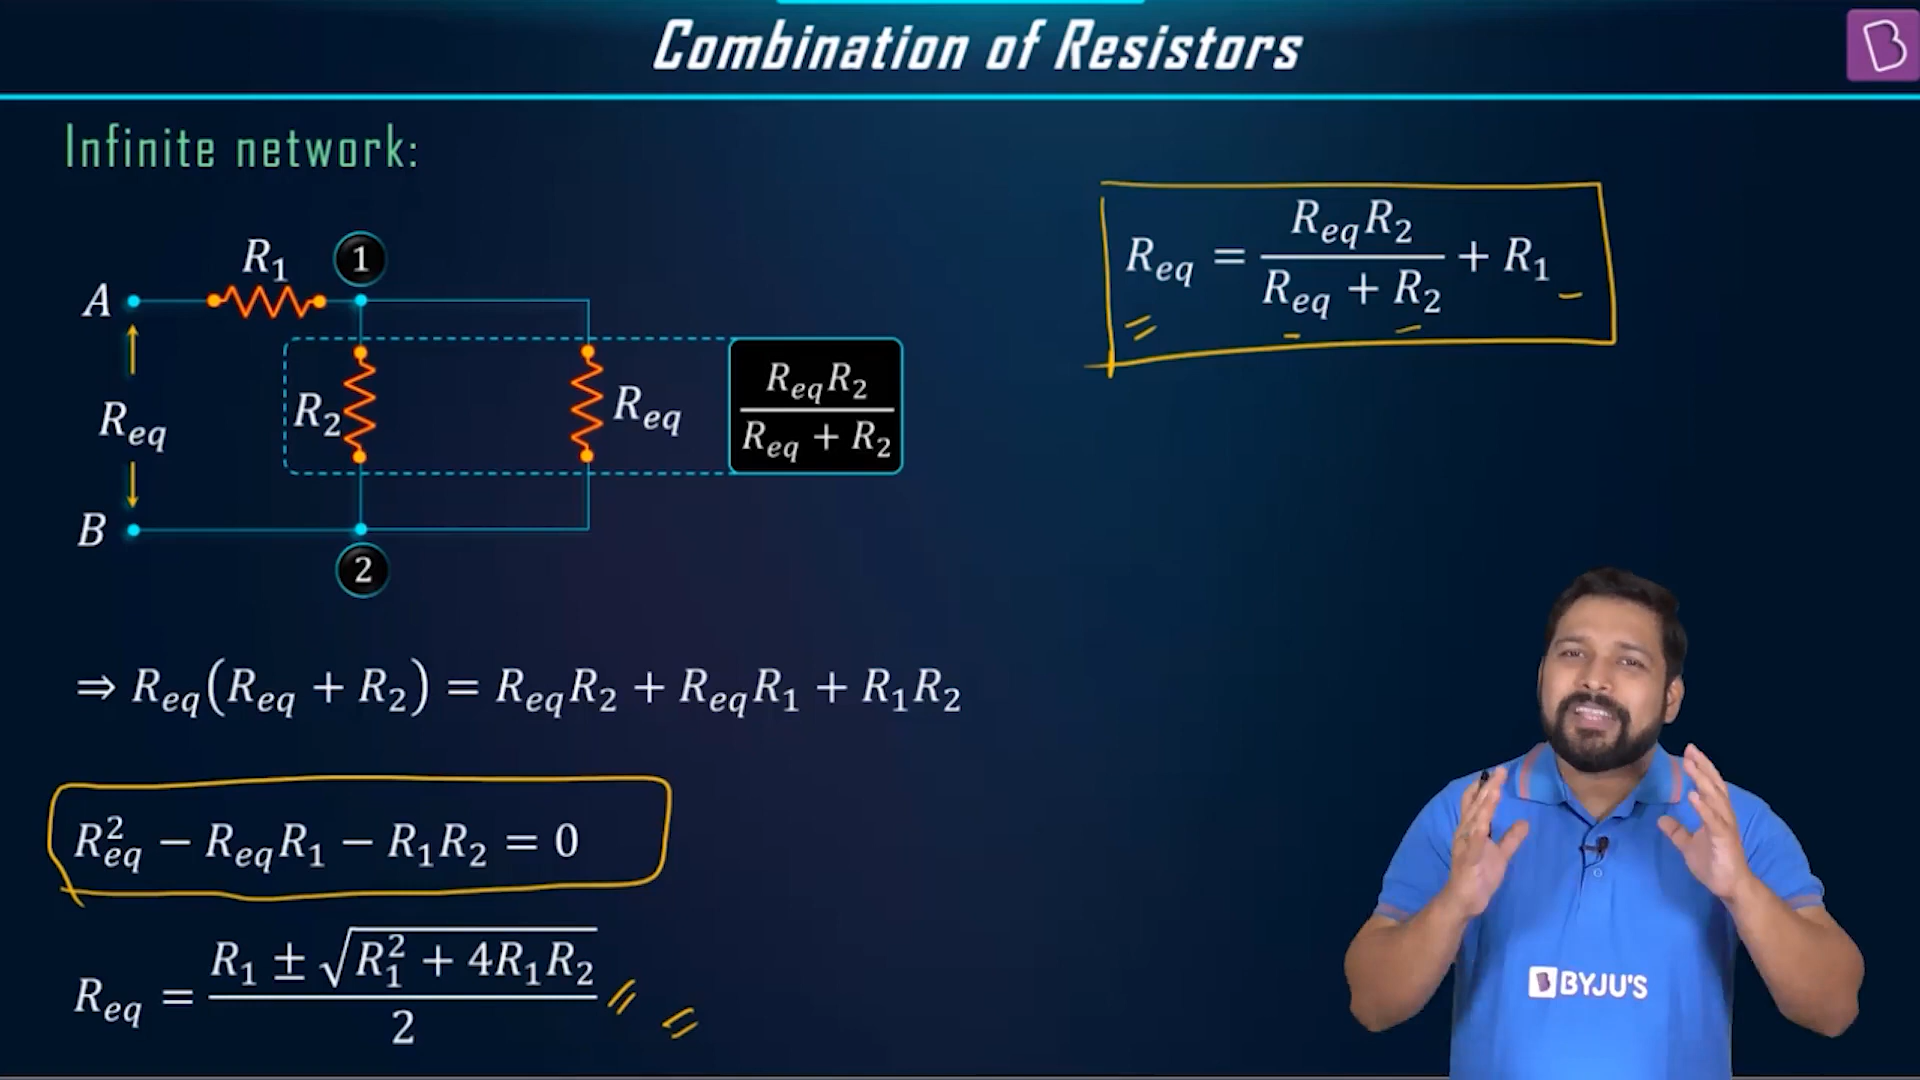 Combination of Resistors
B
Infinite network:
R₁
1
A
R₂
R_eq
R_eq
R_eqR₂ / (R_eq + R₂)
B
2
R_eq = R_eqR₂ / (R_eq + R₂) + R₁
⇒ R_eq(R_eq + R₂) = R_eqR₂ + R_eqR₁ + R₁R₂
R²_eq − R_eqR₁ − R₁R₂ = 0
R_eq = (R₁ ± √(R₁² + 4R₁R₂)) / 2
BYJU'S